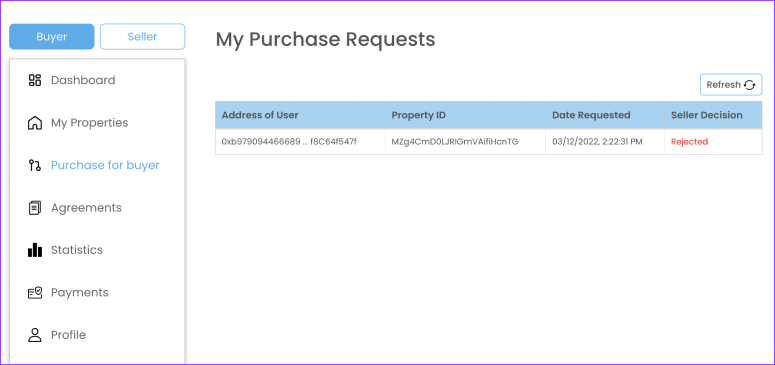 Buyer
Seller
Dashboard
My Properties
Purchase for buyer
Agreements
Statistics
Payments
Profile
My Purchase Requests
Refresh
Address of User Property ID Date Requested Seller Decision
0xb979094466689 ... f8C64f547f MZg4CmD0LJRIGmVAifiHcnTG 03/12/2022, 2:22:31 PM Rejected